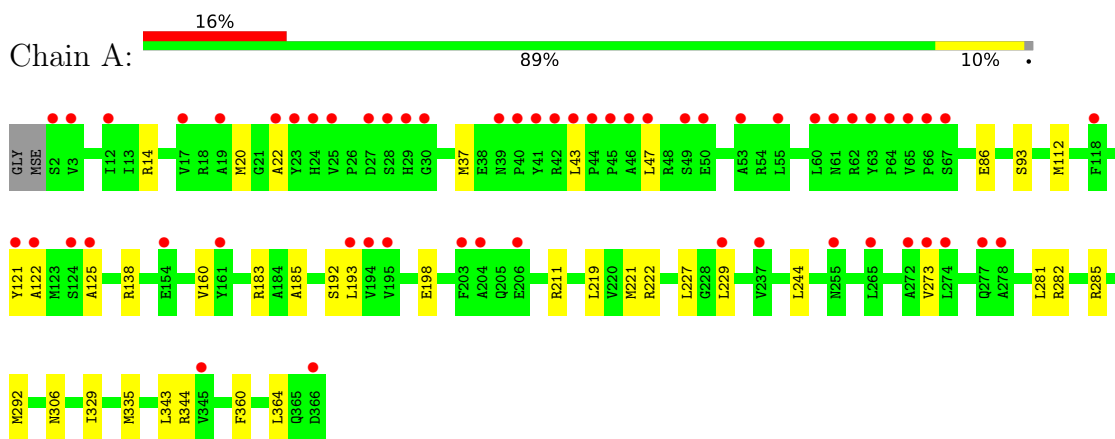 16%
Chain A:
89% 10% •
GLY MSE S2 V3 I12 I13 R14 V17 R18 A19 M20 G21 A22 Y23 H24 V25 P26 D27 S28 H29 G30 M37 E38 N39 P40 Y41 R42 L43 P44 P45 A46 L47 R48 S49 E50 A53 R54 L55 L60 N61 R62 Y63 P64 V65 P66 S67 E86 S93 M112 F118
Y121 A122 M123 S124 A125 R138 E154 V160 Y161 R183 A184 A185 S192 L193 V194 V195 E198 F203 A204 Q205 E206 R211 L219 V220 M221 R222 L227 G228 L229 V237 L244 N255 L265 A272 V273 L274 Q277 A278 L281 R282 R285
M292 N306 I329 M335 L343 R344 V345 F360 L364 Q365 D366